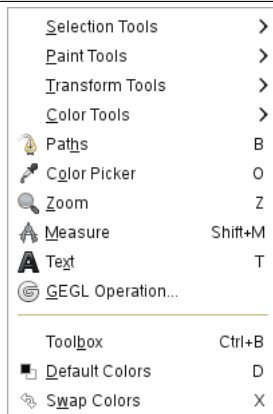 Selection Tools
Paint Tools
Transform Tools
Color Tools
Paths B
Color Picker O
Zoom Z
Measure Shift+M
Text T
GEGL Operation...
Toolbox Ctrl+B
Default Colors D
Swap Colors X